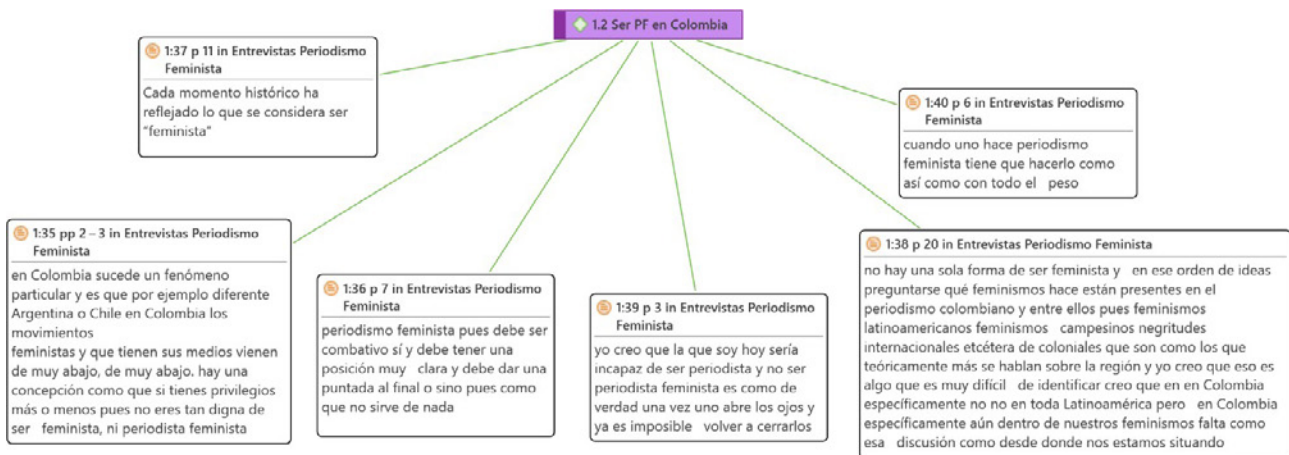 1.2 Ser PF en Colombia
1:37 p 11 in Entrevistas Periodismo
Feminista
Cada momento histórico ha
reflejado lo que se considera ser
“feminista”
1:40 p 6 in Entrevistas Periodismo
Feminista
cuando uno hace periodismo
feminista tiene que hacerlo como
así como con todo el peso
1:35 pp 2 – 3 in Entrevistas Periodismo
Feminista
en Colombia sucede un fenómeno
particular y es que por ejemplo diferente
Argentina o Chile en Colombia los
movimientos
feministas y que tienen sus medios vienen
de muy abajo, de muy abajo. hay una
concepción como que si tienes privilegios
más o menos pues no eres tan digna de
ser feminista, ni periodista feminista
1:36 p 7 in Entrevistas Periodismo
Feminista
periodismo feminista pues debe ser
combativo sí y debe tener una
posición muy clara y debe dar una
puntada al final o sino pues como
que no sirve de nada
1:39 p 3 in Entrevistas Periodismo
Feminista
yo creo que la que soy hoy sería
incapaz de ser periodista y no ser
periodista feminista es como de
verdad una vez uno abre los ojos y
ya es imposible volver a cerrarlos
1:38 p 20 in Entrevistas Periodismo Feminista
no hay una sola forma de ser feminista y en ese orden de ideas
preguntarse qué feminismos hace están presentes en el
periodismo colombiano y entre ellos pues feminismos
latinoamericanos feminismos campesinos negritudes
internacionales etcétera de coloniales que son como los que
teóricamente más se hablan sobre la región y yo creo que eso es
algo que es muy difícil de identificar creo que en en Colombia
específicamente no no en toda Latinoamérica pero en Colombia
específicamente aún dentro de nuestros feminismos falta como
esa discusión como desde donde nos estamos situando